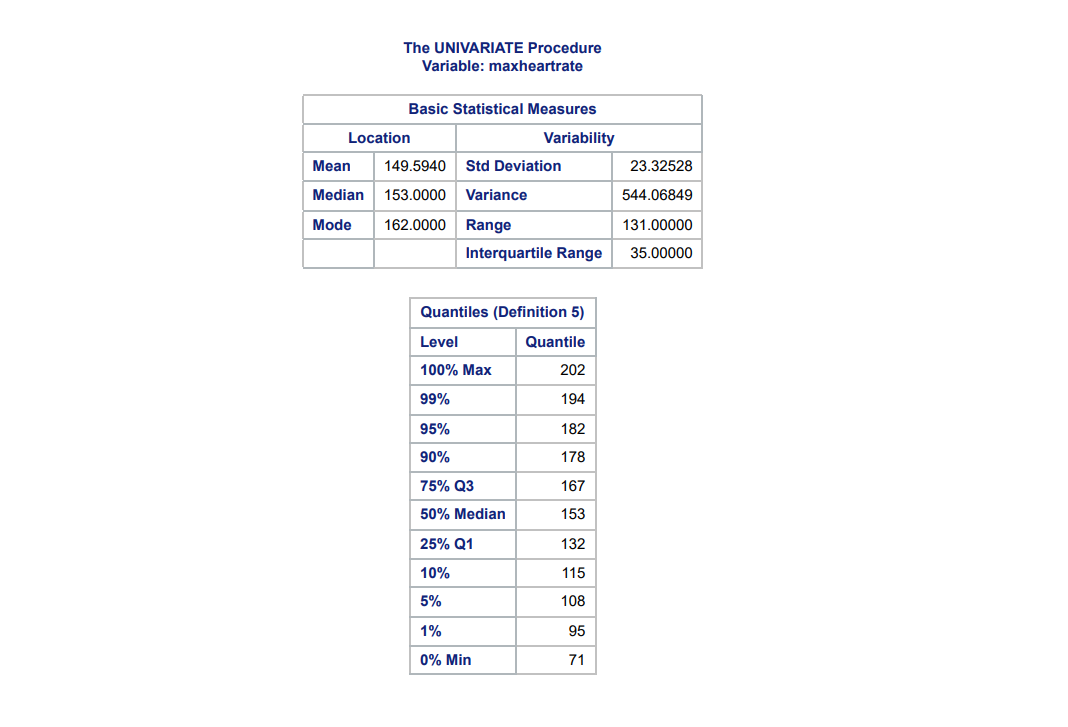 The UNIVARIATE Procedure
Variable: maxheartrate
Basic Statistical Measures
Location Variability
Mean 149.5940 Std Deviation 23.32528
Median 153.0000 Variance 544.06849
Mode 162.0000 Range 131.00000
Interquartile Range 35.00000
Quantiles (Definition 5)
Level Quantile
100% Max 202
99% 194
95% 182
90% 178
75% Q3 167
50% Median 153
25% Q1 132
10% 115
5% 108
1% 95
0% Min 71